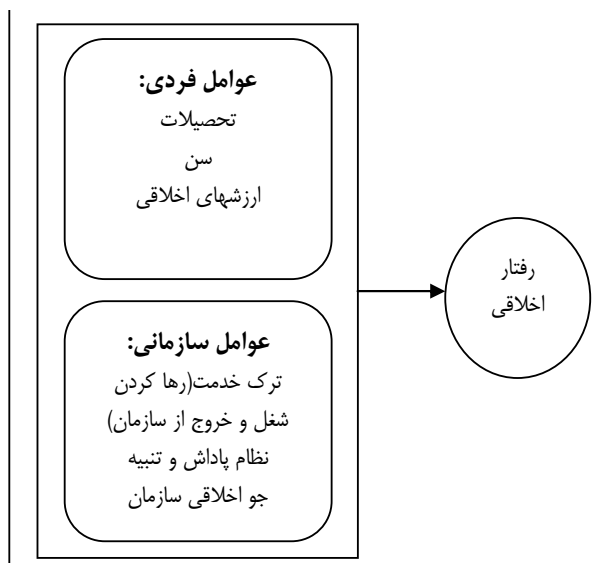 عوامل فردی:
تحصیلات
سن
ارزشهای اخلاقی
رفتار
اخلاقی
عوامل سازمانی:
ترک خدمت(رها کردن
شغل و خروج از سازمان)
نظام پاداش و تنبیه
جو اخلاقی سازمان